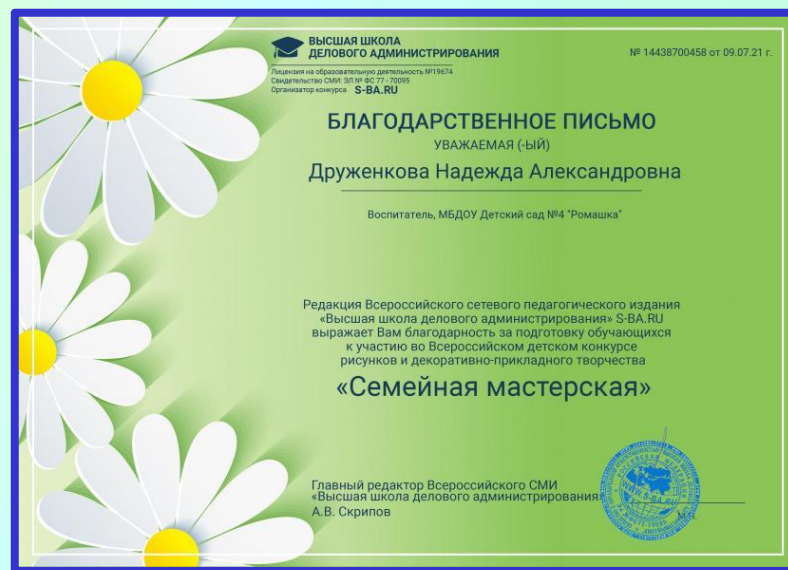 ВЫСШАЯ ШКОЛА
ДЕЛОВОГО АДМИНИСТРИРОВАНИЯ
№ 14438700458 от 09.07.21 г.
Лицензия на образовательную деятельность №19674
Свидетельство СМИ: ЭЛ № ФС 77 - 70095
Организатор конкурса S-BA.RU
БЛАГОДАРСТВЕННОЕ ПИСЬМО
УВАЖАЕМАЯ (-ЫЙ)
Друженкова Надежда Александровна
Воспитатель, МБДОУ Детский сад №4 "Ромашка"
Редакция Всероссийского сетевого педагогического издания
«Высшая школа делового администрирования» S-BA.RU
выражает Вам благодарность за подготовку обучающихся
к участию во Всероссийском детском конкурсе
рисунков и декоративно-прикладного творчества
«Семейная мастерская»
Главный редактор Всероссийского СМИ
«Высшая школа делового администрирования
А.В. Скрипов
WWW.S-BA.RU
М.П.